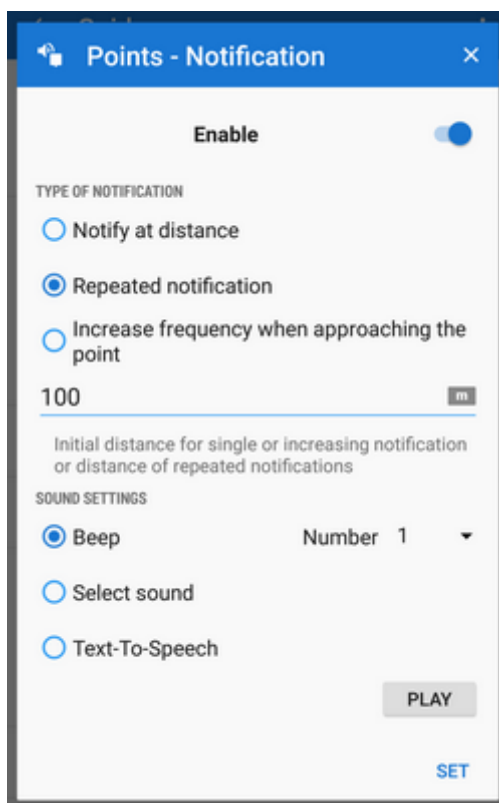 Points - Notification
Enable
TYPE OF NOTIFICATION
Notify at distance
Repeated notification
Increase frequency when approaching the
point
100 m
Initial distance for single or increasing notification
or distance of repeated notifications
SOUND SETTINGS
Beep Number 1
Select sound
Text-To-Speech
PLAY
SET